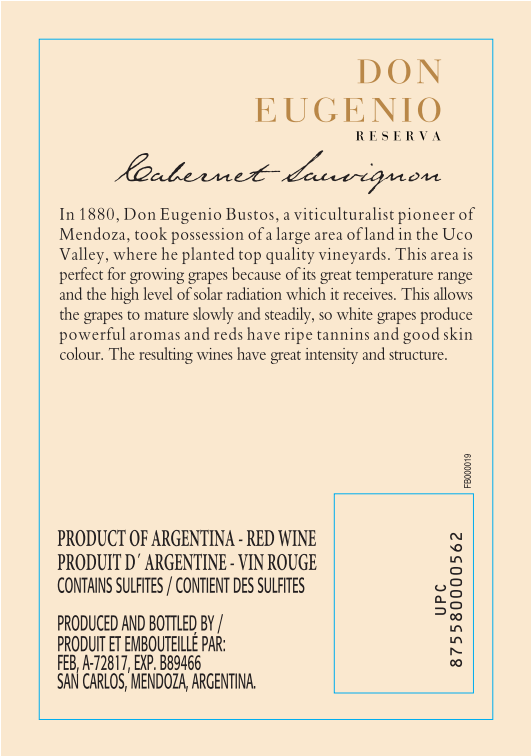 DON
EUGENIO
RESERVA
Cabernet Sauvignon
In 1880, Don Eugenio Bustos, a viticulturalist pioneer of
Mendoza, took possession of a large area of land in the Uco
Valley, where he planted top quality vineyards. This area is
perfect for growing grapes because of its great temperature range
and the high level of solar radiation which it receives. This allows
the grapes to mature slowly and steadily, so white grapes produce
powerful aromas and reds have ripe tannins and good skin
colour. The resulting wines have great intensity and structure.
FB000019
PRODUCT OF ARGENTINA - RED WINE
PRODUIT D´ ARGENTINE - VIN ROUGE
CONTAINS SULFITES / CONTIENT DES SULFITES
PRODUCED AND BOTTLED BY /
PRODUIT ET EMBOUTEILLÉ PAR:
FEB, A-72817, EXP. B89466
SAN CARLOS, MENDOZA, ARGENTINA.
UPC
875580000562